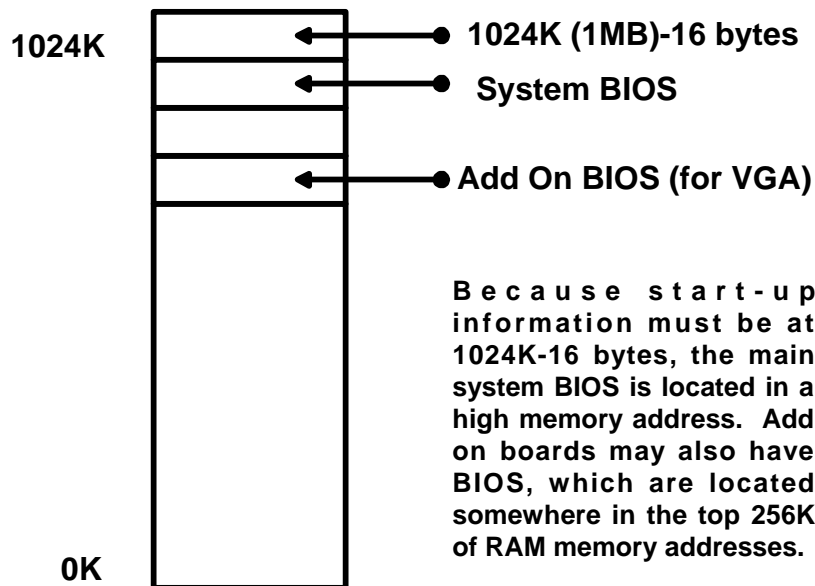 1024K (1MB)-16 bytes
1024K
System BIOS
Add On BIOS (for VGA)
Because start-up
information must be at
1024K-16 bytes, the main
system BIOS is located in a
high memory address. Add
on boards may also have
BIOS, which are located
somewhere in the top 256K
of RAM memory addresses.
0K